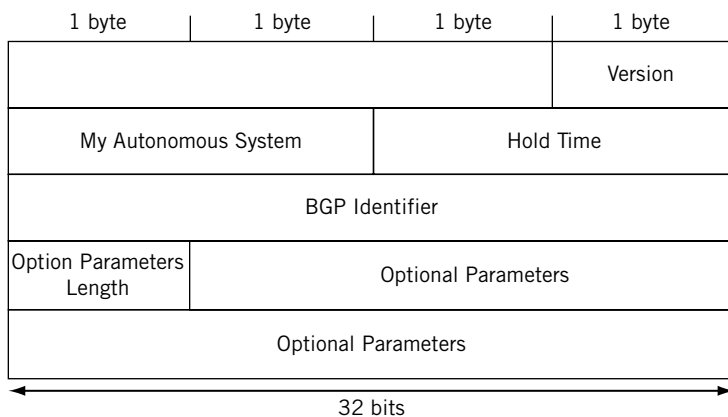 1 byte 1 byte 1 byte 1 byte
Version
My Autonomous System Hold Time
BGP Identifier
Option Parameters
Length
Optional Parameters
Optional Parameters
32 bits